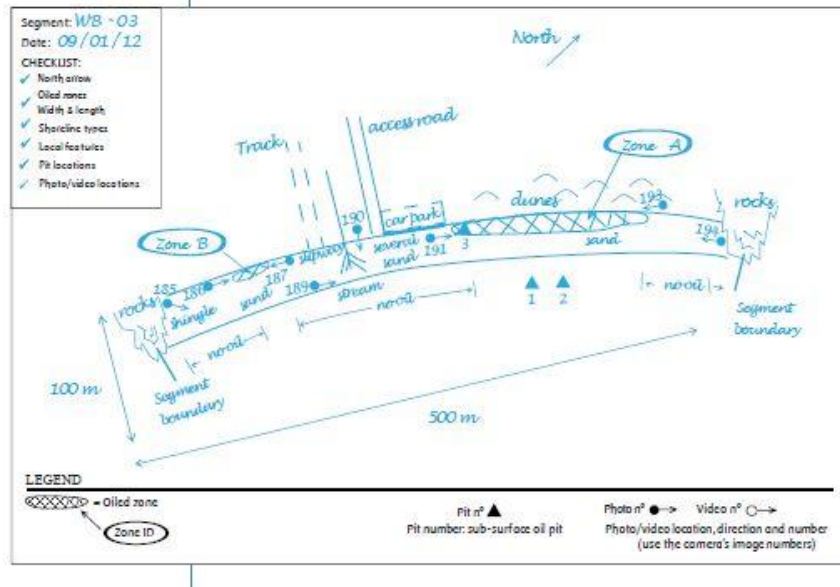 Segment: WB - 03
Date: 09/01/12
CHECKLIST:
✓ North arrow
✓ Oiled zones
Width & length
✓ Shoreline types
✓ Local features
✓ Pit locations
✓ Photo/video locations
North
access road
Track
Zone A
dunes
193
rocks
190
car park
Zone B
slipway
several
sand
191
3
sand
194
185
186
187
189
rocks
shingle
sand
stream
1
2
no oil
no oil
no oil
Segment
boundary
Segment
boundary
100 m
500 m
LEGEND
= Oiled zone
Zone ID
Pit nº
Pit number: sub-surface oil pit
Photo nº
Video nº
Photo/video location, direction and number
(use the camera's image numbers)